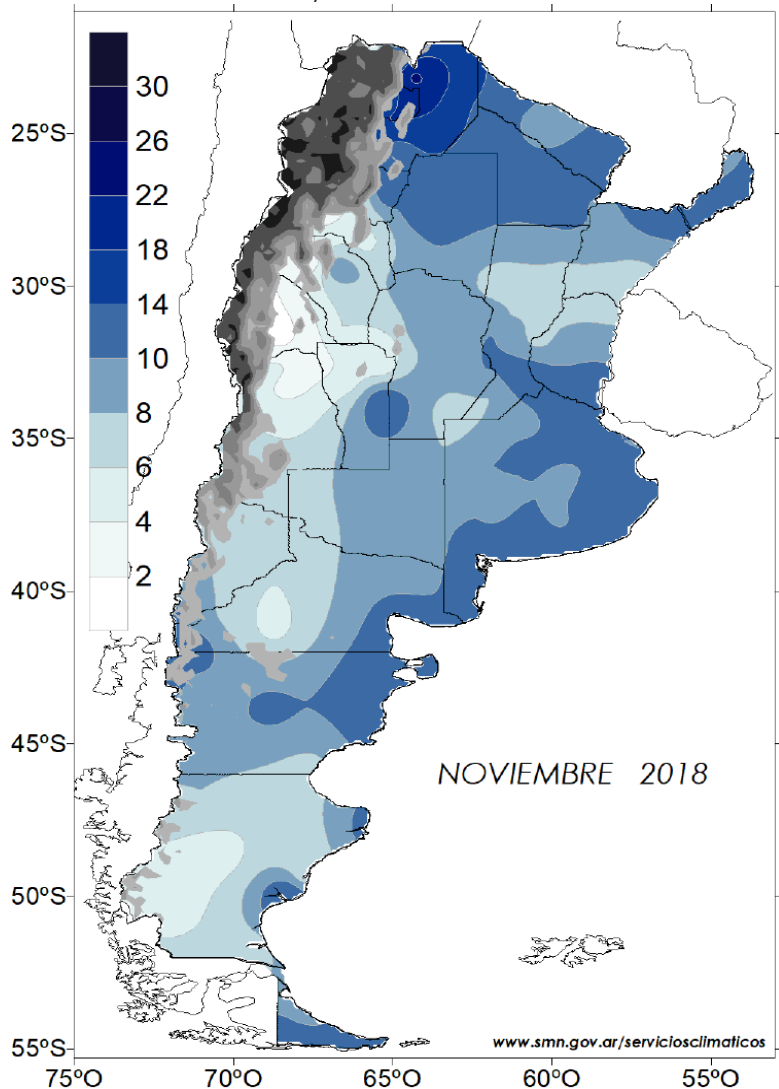 30
26
22
18
14
10
8
6
4
2
25ºS
30ºS
35ºS
40ºS
45ºS
50ºS
55ºS
NOVIEMBRE 2018
www.smn.gov.ar/serviciosclimaticos
75ºO 70ºO 65ºO 60ºO 55ºO